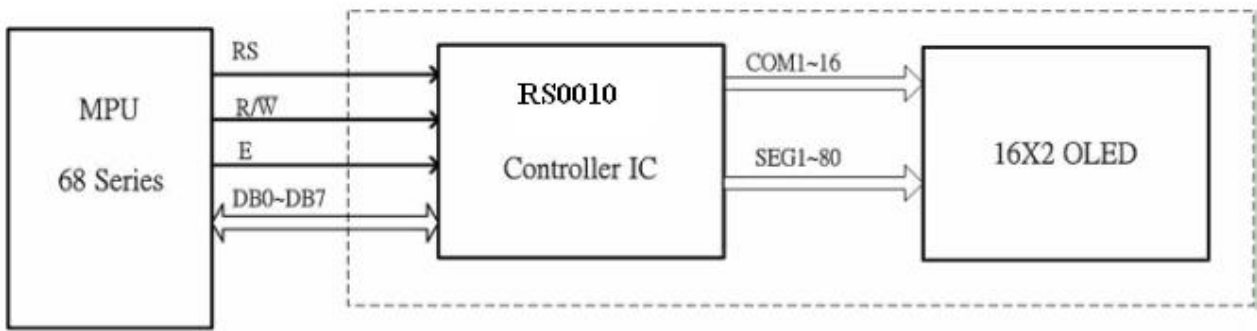 MPU
68 Series
RS
R/W
E
DB0~DB7
RS0010
Controller IC
COM1~16
SEG1~80
16X2 OLED